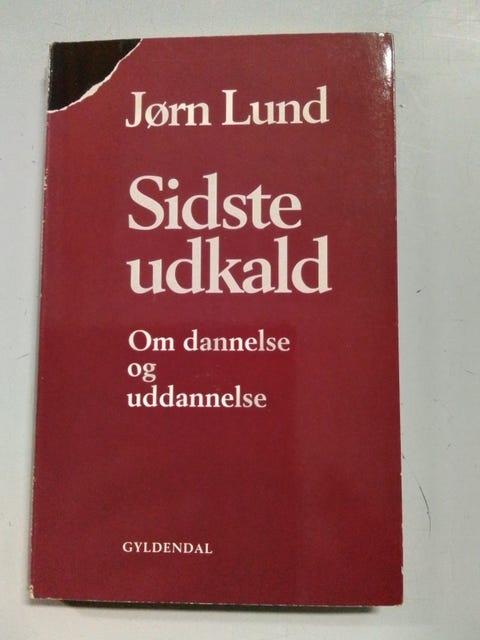 Jørn Lund
Sidste
udkald
Om dannelse
og
uddannelse
GYLDENDAL